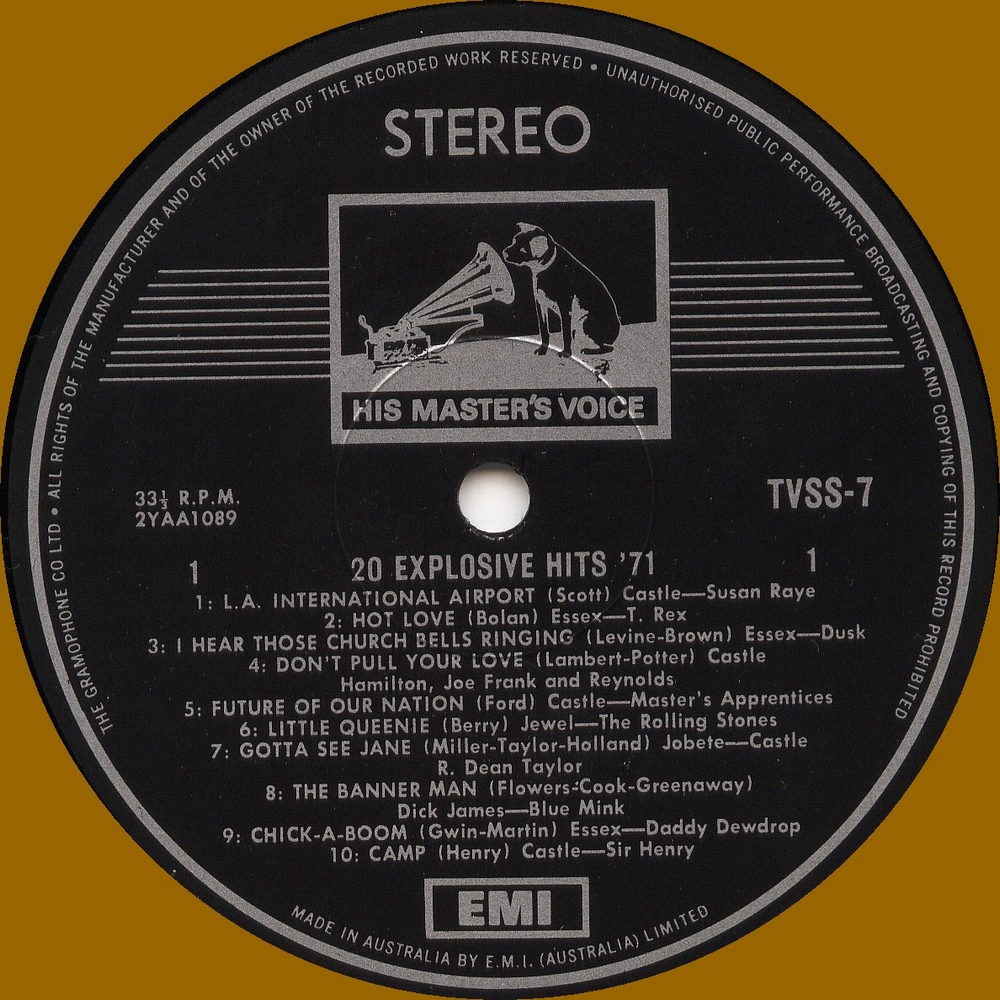 THE GRAMOPHONE CO LTD • ALL RIGHTS OF THE MANUFACTURER AND OF THE OWNER OF THE RECORDED WORK RESERVED • UNAUTHORISED PUBLIC PERFORMANCE BROADCASTING AND COPYING OF THIS RECORD PROHIBITED
STEREO
HIS MASTER'S VOICE
33⅓ R.P.M.
2YAA1089
TVSS-7
1 20 EXPLOSIVE HITS '71 1
1: L.A. INTERNATIONAL AIRPORT (Scott) Castle—Susan Raye
2: HOT LOVE (Bolan) Essex—T. Rex
3: I HEAR THOSE CHURCH BELLS RINGING (Levine-Brown) Essex—Dusk
4: DON'T PULL YOUR LOVE (Lambert-Potter) Castle
Hamilton, Joe Frank and Reynolds
5: FUTURE OF OUR NATION (Ford) Castle—Master's Apprentices
6: LITTLE QUEENIE (Berry) Jewel—The Rolling Stones
7: GOTTA SEE JANE (Miller-Taylor-Holland) Jobete—Castle
R. Dean Taylor
8: THE BANNER MAN (Flowers-Cook-Greenaway)
Dick James—Blue Mink
9: CHICK-A-BOOM (Gwin-Martin) Essex—Daddy Dewdrop
10: CAMP (Henry) Castle—Sir Henry
EMI
MADE IN AUSTRALIA BY E.M.I. (AUSTRALIA) LIMITED